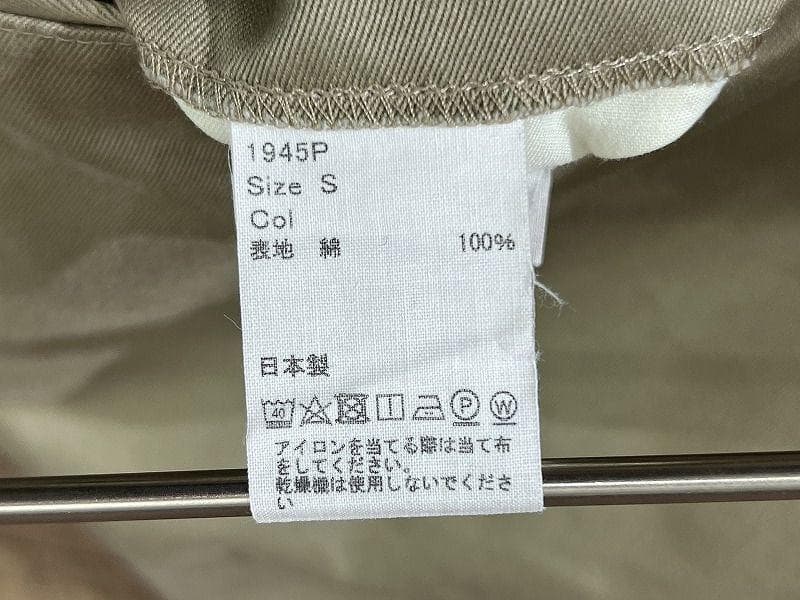 1945P
Size S
Col
表地 綿 100%
日本製
40 P W
アイロンを当てる際は当て布
をしてください。
乾燥機は使用しないでくださ
い